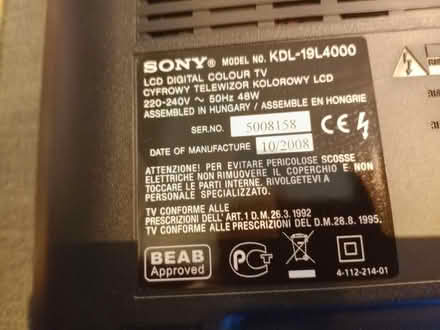 SONY® MODEL NO. KDL-19L4000
LCD DIGITAL COLOUR TV
CYFROWY TELEWIZOR KOLOROWY LCD
220-240V ~ 50Hz 48W
ASSEMBLED IN HUNGARY / ASSEMBLE EN HONGRIE
SER.NO. 5008158 CE
DATE OF MANUFACTURE 10/2008
ATTENZIONE! PER EVITARE PERICOLOSE SCOSSE
ELETTRICHE NON RIMUOVERE IL COPERCHIO E NON
TOCCARE LE PARTI INTERNE. RIVOLGETEVI A
PERSONALE SPECIALIZZATO.
TV CONFORME ALLE
PRESCRIZIONI DELL' ART.1 D.M.26.3. 1992
TV CONFORME ALLE PRESCRIZIONI DEL D.M.28.8. 1995.
BEAB
Approved
4-112-214-01